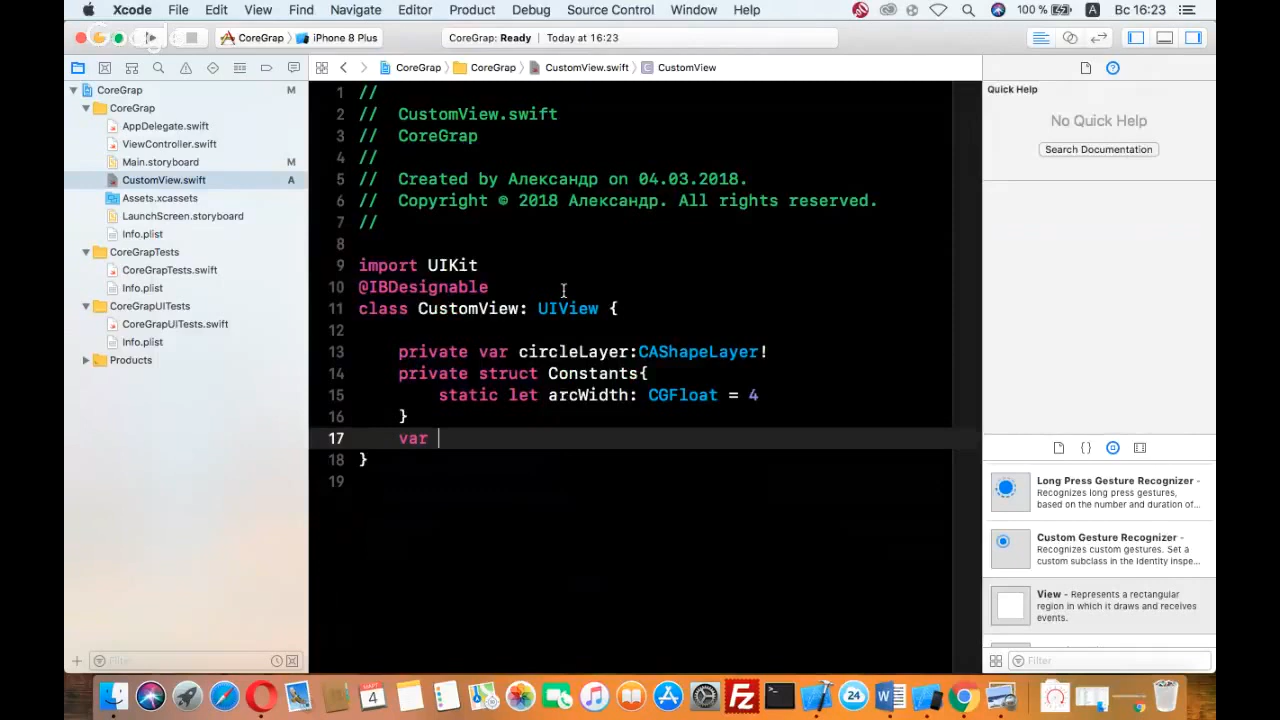 Xcode File Edit View Find Navigate Editor Product Debug Source Control Window Help 100 % A Вс 16:23
CoreGrap iPhone 8 Plus CoreGrap: Ready Today at 16:23
CoreGrap CoreGrap CustomView.swift C CustomView
CoreGrap M
CoreGrap
AppDelegate.swift
ViewController.swift
Main.storyboard M
CustomView.swift A
Assets.xcassets
LaunchScreen.storyboard
Info.plist
CoreGrapTests
CoreGrapTests.swift
Info.plist
CoreGrapUITests
CoreGrapUITests.swift
Info.plist
Products
Filter
1 //
2 // CustomView.swift
3 // CoreGrap
4 //
5 // Created by Александр on 04.03.2018.
6 // Copyright © 2018 Александр. All rights reserved.
7 //
8
9 import UIKit
10 @IBDesignable
11 class CustomView: UIView {
12
13 private var circleLayer:CAShapeLayer!
14 private struct Constants{
15 static let arcWidth: CGFloat = 4
16 }
17 var
18 }
19
Quick Help
No Quick Help
Search Documentation
{ }
Long Press Gesture Recognizer -
Recognizes long press gestures,
based on the number and duration of...
Custom Gesture Recognizer -
Recognizes custom gestures. Set a
custom subclass in the identity inspe...
View - Represents a rectangular
region in which it draws and receives
events.
Filter
МАРТ
4
FZ
24
W